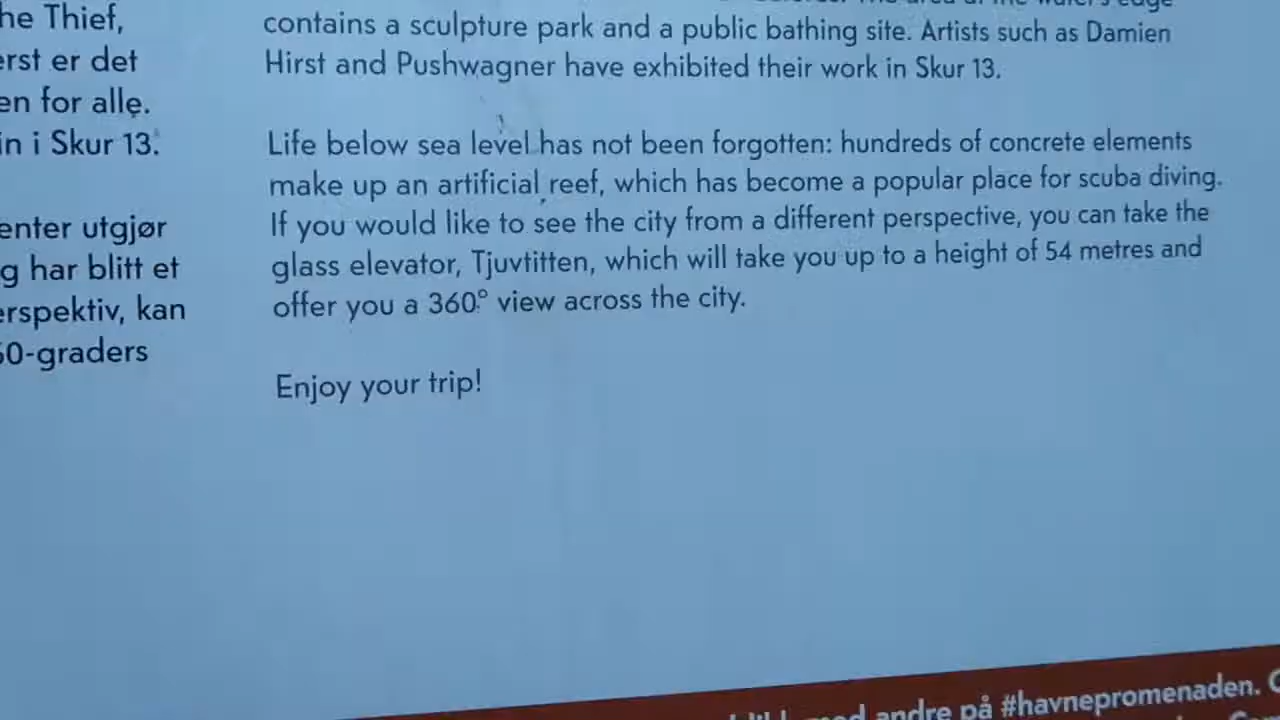 he Thief,
erst er det
en for alle.
in i Skur 13.
enter utgjør
g har blitt et
erspektiv, kan
60-graders
contains a sculpture park and a public bathing site. Artists such as Damien
Hirst and Pushwagner have exhibited their work in Skur 13.
Life below sea level has not been forgotten: hundreds of concrete elements
make up an artificial reef, which has become a popular place for scuba diving.
If you would like to see the city from a different perspective, you can take the
glass elevator, Tjuvtitten, which will take you up to a height of 54 metres and
offer you a 360° view across the city.
Enjoy your trip!
andre på #havnepromenaden.